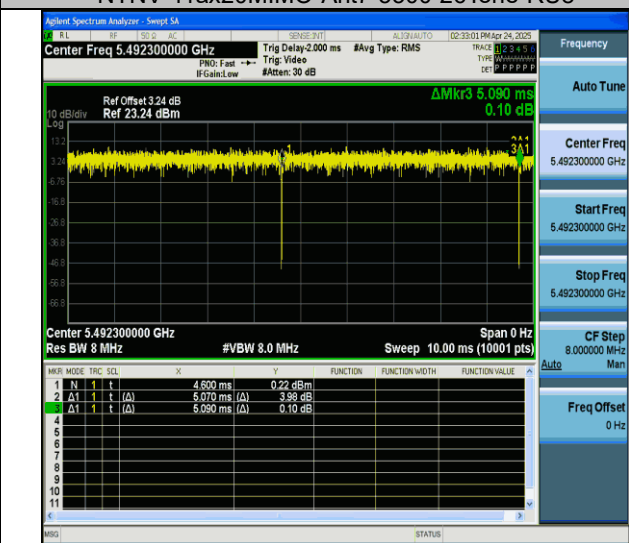 Agilent Spectrum Analyzer - Swept SA
RL RF 50 Ω AC SENSE:INT ALIGNAUTO 02:33:01 PM Apr 24, 2025
Center Freq 5.492300000 GHz
PNO: Fast
IFGain:Low
Trig Delay-2.000 ms
Trig: Video
#Atten: 30 dB
#Avg Type: RMS
TRACE 1 2 3 4 5 6
TYPE W
DET P P P P P P
Frequency
ΔMkr3 5.090 ms
0.10 dB
Ref Offset 3.24 dB
10 dB/div Ref 23.24 dBm
Log
13.2
3.24
-6.76
-16.8
-26.8
-36.8
-46.8
-56.8
-66.8
1
3Δ1
Center 5.492300000 GHz Span 0 Hz
Res BW 8 MHz #VBW 8.0 MHz Sweep 10.00 ms (10001 pts)
MKR MODE TRC SCL X Y FUNCTION FUNCTION WIDTH FUNCTION VALUE
1 N 1 t 4.600 ms 0.22 dBm
2 Δ1 1 t (Δ) 5.070 ms (Δ) 3.98 dB
3 Δ1 1 t (Δ) 5.090 ms (Δ) 0.10 dB
4
5
6
7
8
9
10
11
MSG STATUS
Auto Tune
Center Freq
5.492300000 GHz
Start Freq
5.492300000 GHz
Stop Freq
5.492300000 GHz
CF Step
8.000000 MHz
Auto Man
Freq Offset
0 Hz